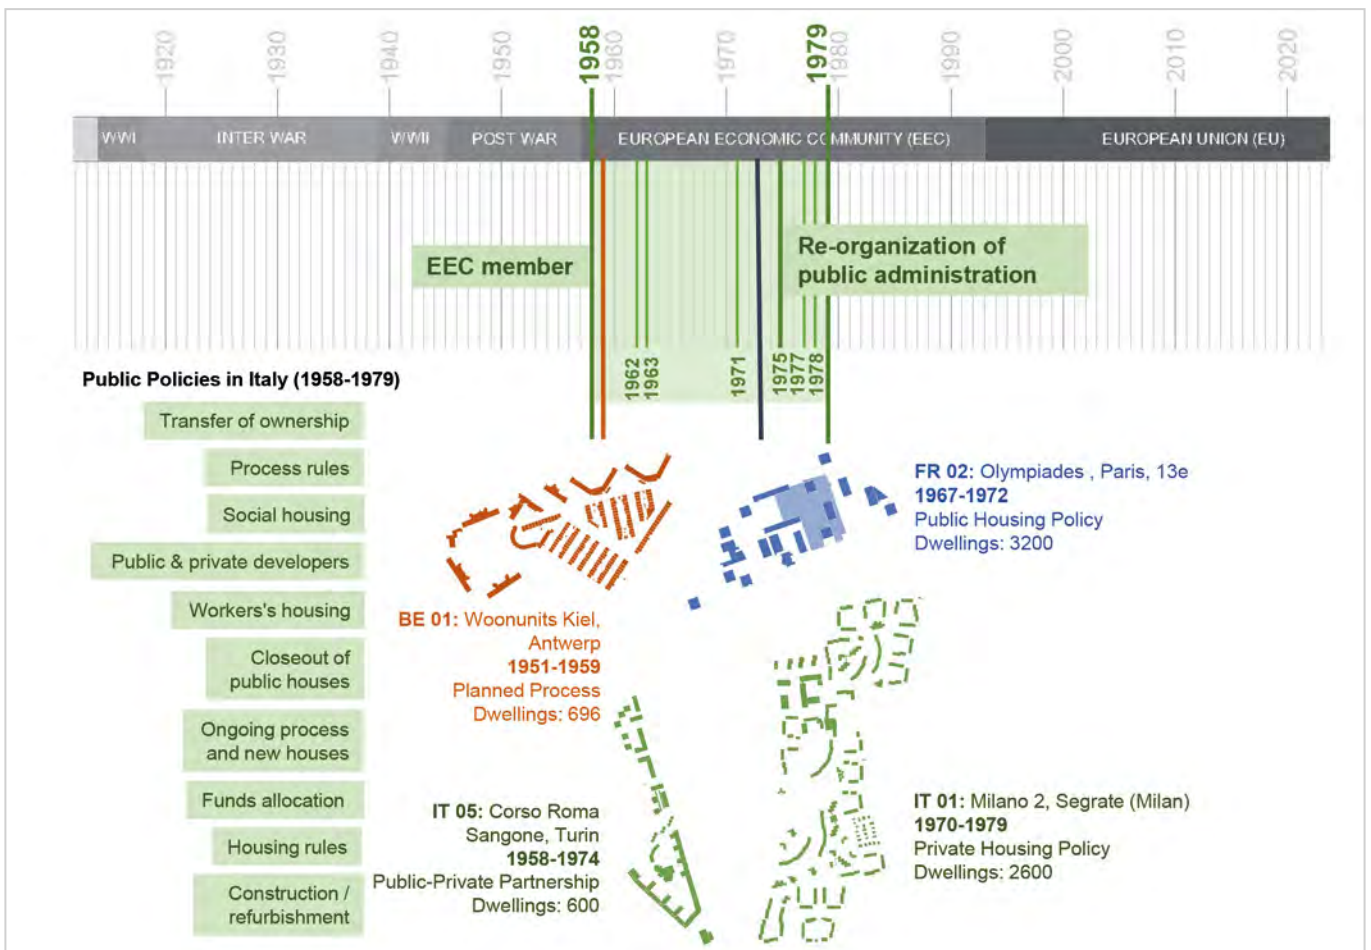 1920
1930
1940
1950
1958
1960
1970
1979
1980
1990
2000
2010
2020
WWI
INTER WAR
WWII
POST WAR
EUROPEAN ECONOMIC COMMUNITY (EEC)
EUROPEAN UNION (EU)
EEC member
Re-organization of
public administration
1962
1963
1971
1975
1977
1978
Public Policies in Italy (1958-1979)
Transfer of ownership
Process rules
Social housing
Public & private developers
Workers's housing
Closeout of
public houses
Ongoing process
and new houses
Funds allocation
Housing rules
Construction /
refurbishment
BE 01: Woonunits Kiel,
Antwerp
1951-1959
Planned Process
Dwellings: 696
FR 02: Olympiades , Paris, 13e
1967-1972
Public Housing Policy
Dwellings: 3200
IT 05: Corso Roma
Sangone, Turin
1958-1974
Public-Private Partnership
Dwellings: 600
IT 01: Milano 2, Segrate (Milan)
1970-1979
Private Housing Policy
Dwellings: 2600